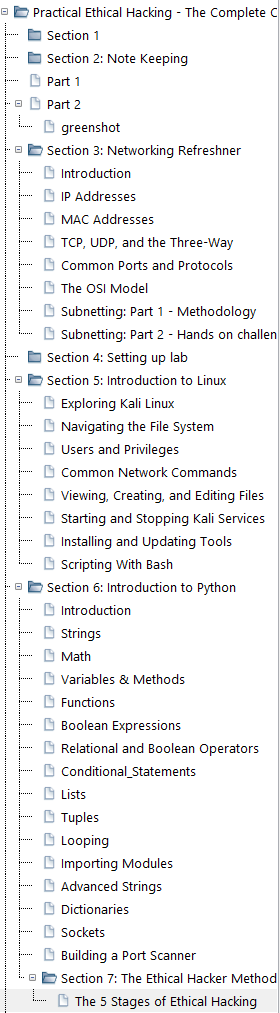 Practical Ethical Hacking - The Complete C
Section 1
Section 2: Note Keeping
Part 1
Part 2
greenshot
Section 3: Networking Refreshner
Introduction
IP Addresses
MAC Addresses
TCP, UDP, and the Three-Way
Common Ports and Protocols
The OSI Model
Subnetting: Part 1 - Methodology
Subnetting: Part 2 - Hands on challen
Section 4: Setting up lab
Section 5: Introduction to Linux
Exploring Kali Linux
Navigating the File System
Users and Privileges
Common Network Commands
Viewing, Creating, and Editing Files
Starting and Stopping Kali Services
Installing and Updating Tools
Scripting With Bash
Section 6: Introduction to Python
Introduction
Strings
Math
Variables & Methods
Functions
Boolean Expressions
Relational and Boolean Operators
Conditional_Statements
Lists
Tuples
Looping
Importing Modules
Advanced Strings
Dictionaries
Sockets
Building a Port Scanner
Section 7: The Ethical Hacker Method
The 5 Stages of Ethical Hacking